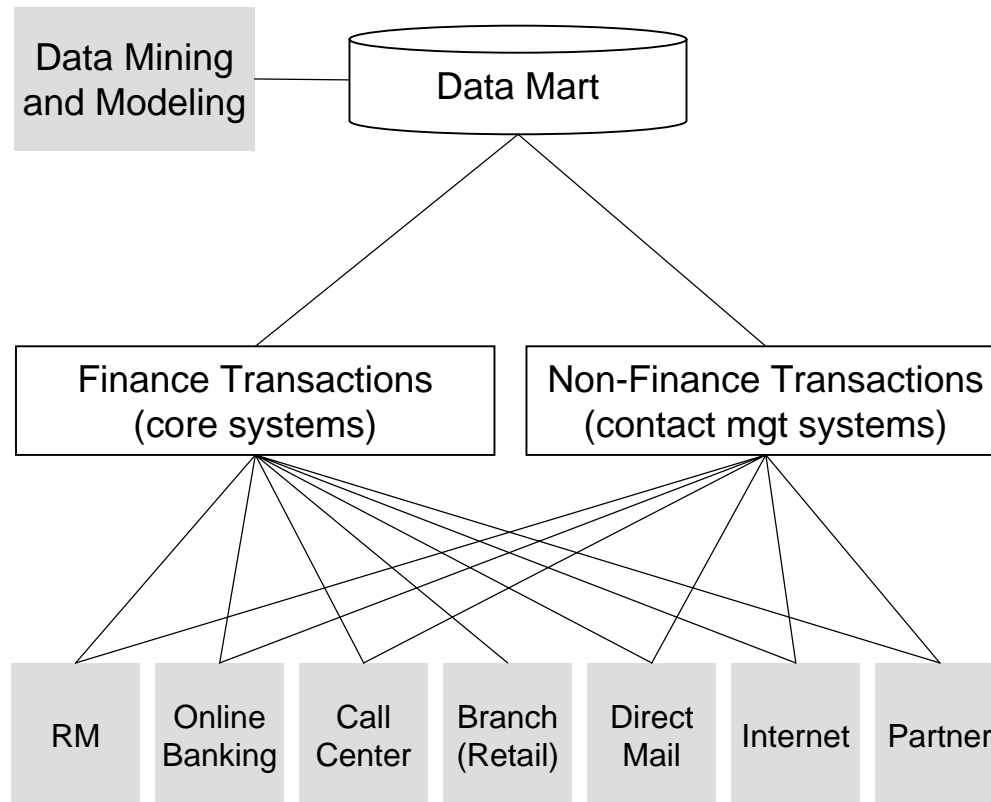 Data Mining
and Modeling
Data Mart
Finance Transactions
(core systems)
Non-Finance Transactions
(contact mgt systems)
RM
Online
Banking
Call
Center
Branch
(Retail)
Direct
Mail
Internet
Partner